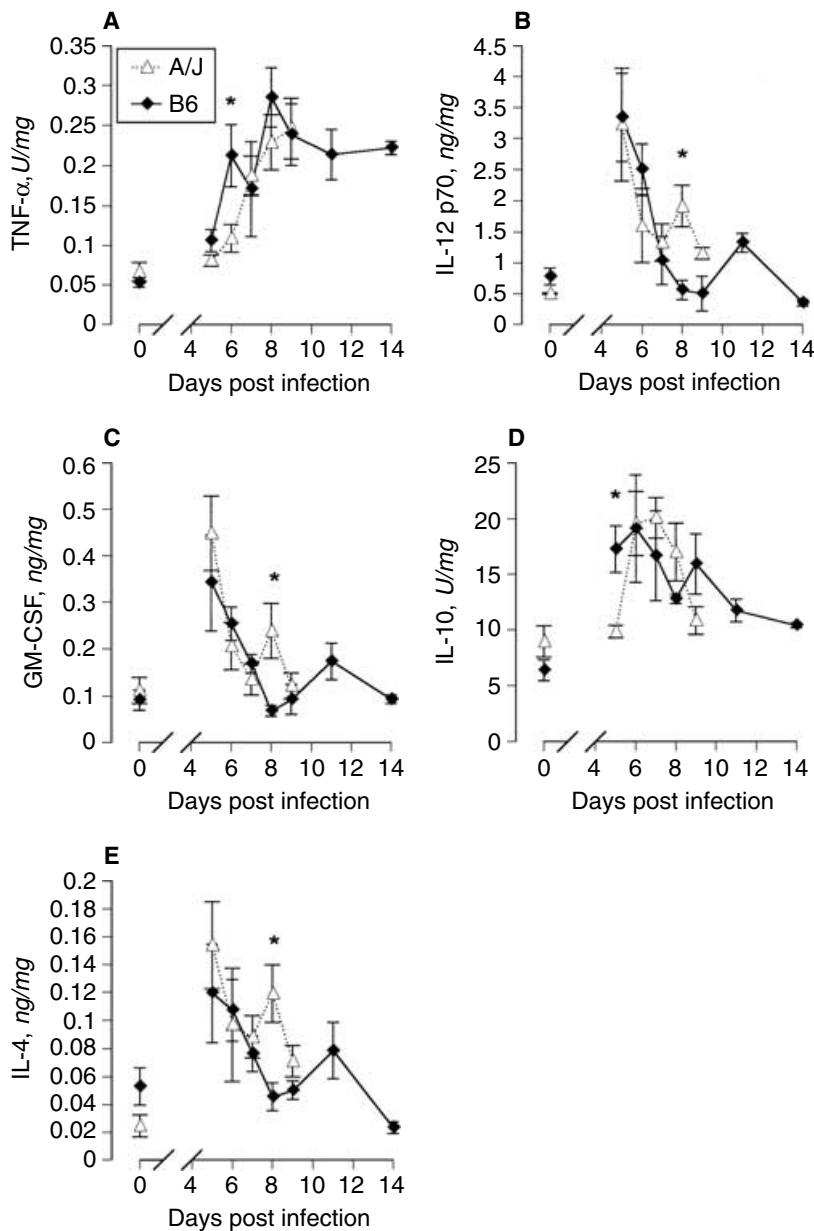 A
TNF-α, U/mg
0.35
0.3
0.25
0.2
0.15
0.1
0.05
0
A/J
B6
*
0 4 6 8 10 12 14
Days post infection
B
IL-12 p70, ng/mg
4.5
4
3.5
3
2.5
2
1.5
1
0.5
0
*
0 4 6 8 10 12 14
Days post infection
C
GM-CSF, ng/mg
0.6
0.5
0.4
0.3
0.2
0.1
0
*
0 4 6 8 10 12 14
Days post infection
D
IL-10, U/mg
25
20
15
10
5
0
*
0 4 6 8 10 12 14
Days post infection
E
IL-4, ng/mg
0.2
0.18
0.16
0.14
0.12
0.1
0.08
0.06
0.04
0.02
0
*
0 4 6 8 10 12 14
Days post infection